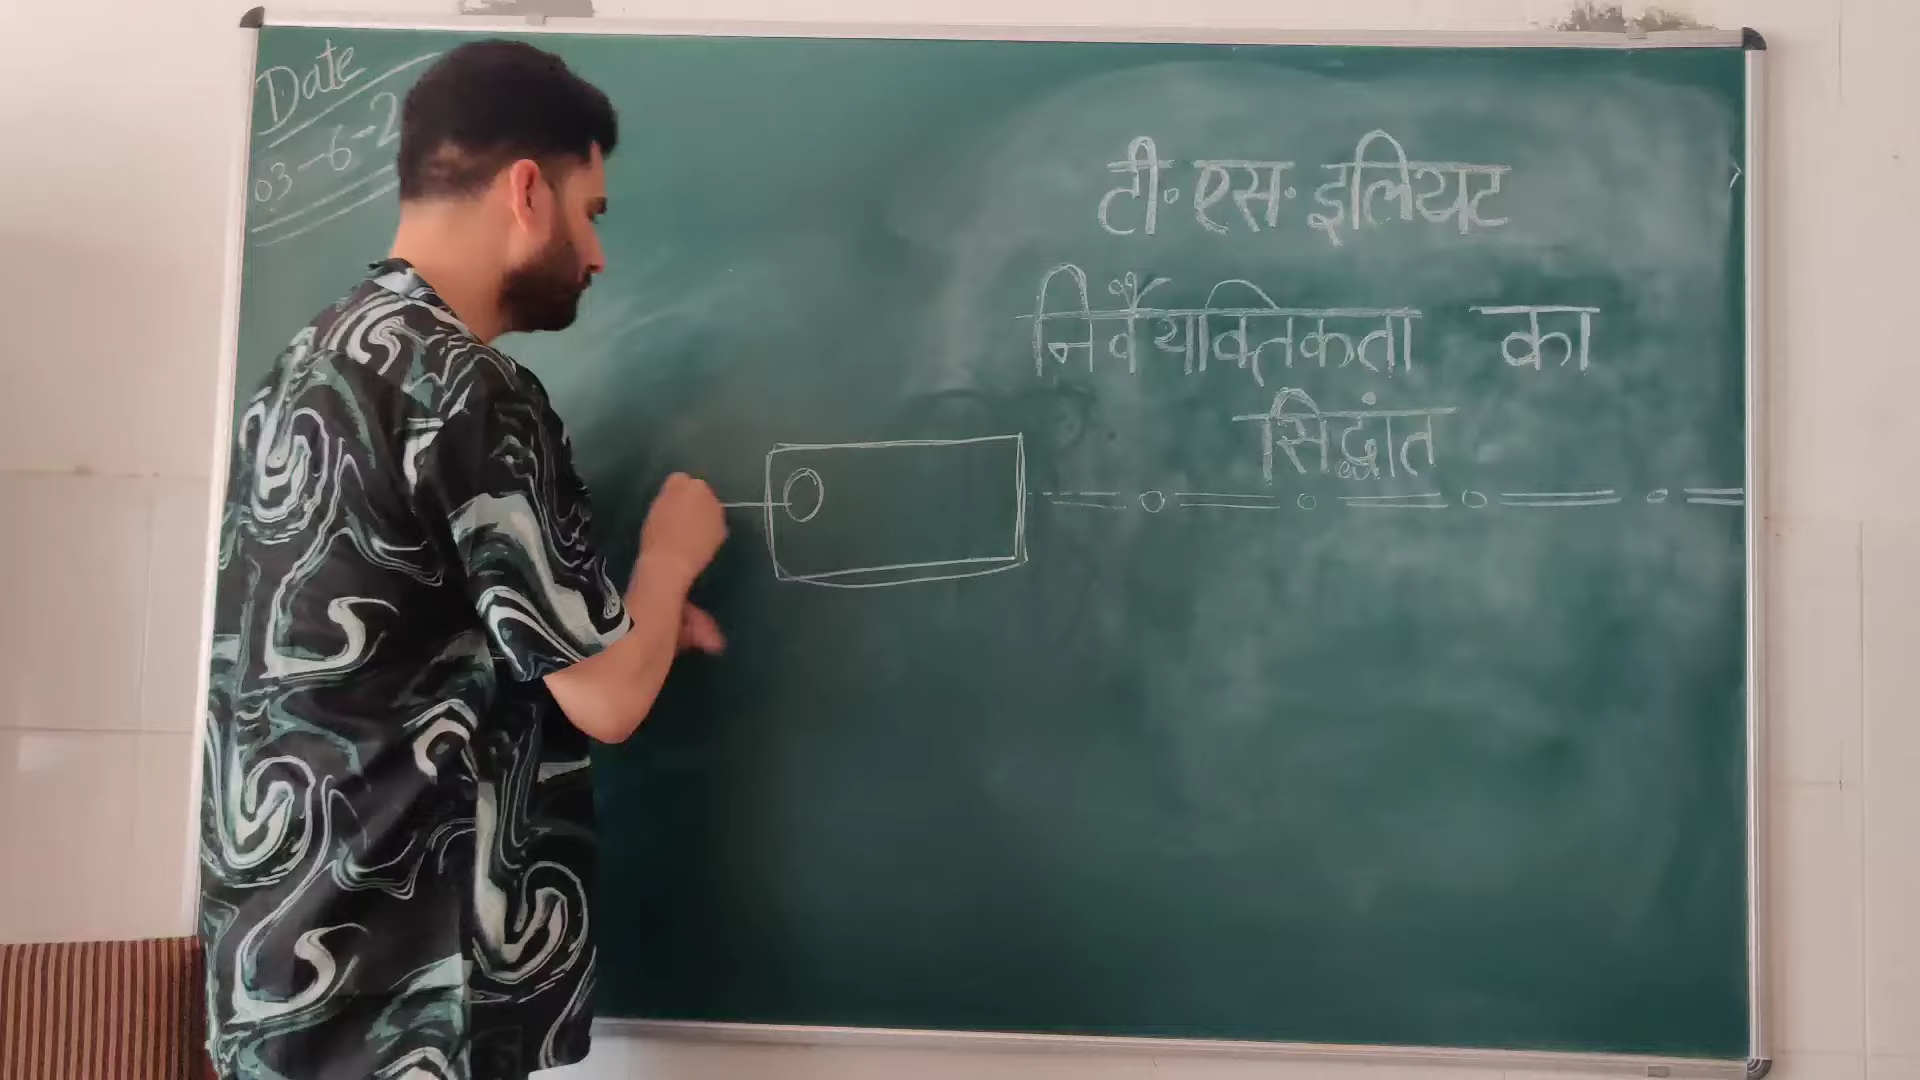 Date
03-6-2
टी. एस. इलियट
निर्वैयक्तिकता का
सिद्धांत